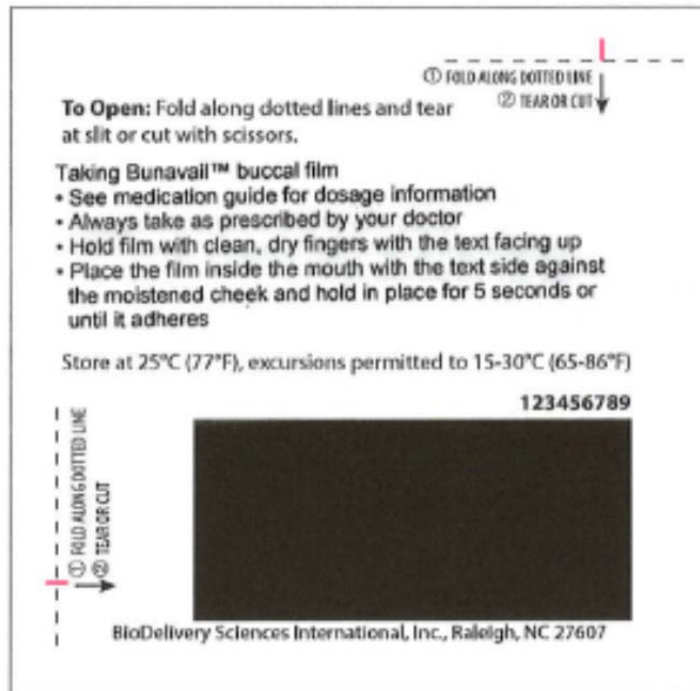 ① FOLD ALONG DOTTED LINE
② TEAR OR CUT
To Open: Fold along dotted lines and tear
at slit or cut with scissors.
Taking Bunavail™ buccal film
• See medication guide for dosage information
• Always take as prescribed by your doctor
• Hold film with clean, dry fingers with the text facing up
• Place the film inside the mouth with the text side against
the moistened cheek and hold in place for 5 seconds or
until it adheres
Store at 25°C (77°F), excursions permitted to 15-30°C (65-86°F)
123456789
① FOLD ALONG DOTTED LINE
② TEAR OR CUT
BioDelivery Sciences International, Inc., Raleigh, NC 27607